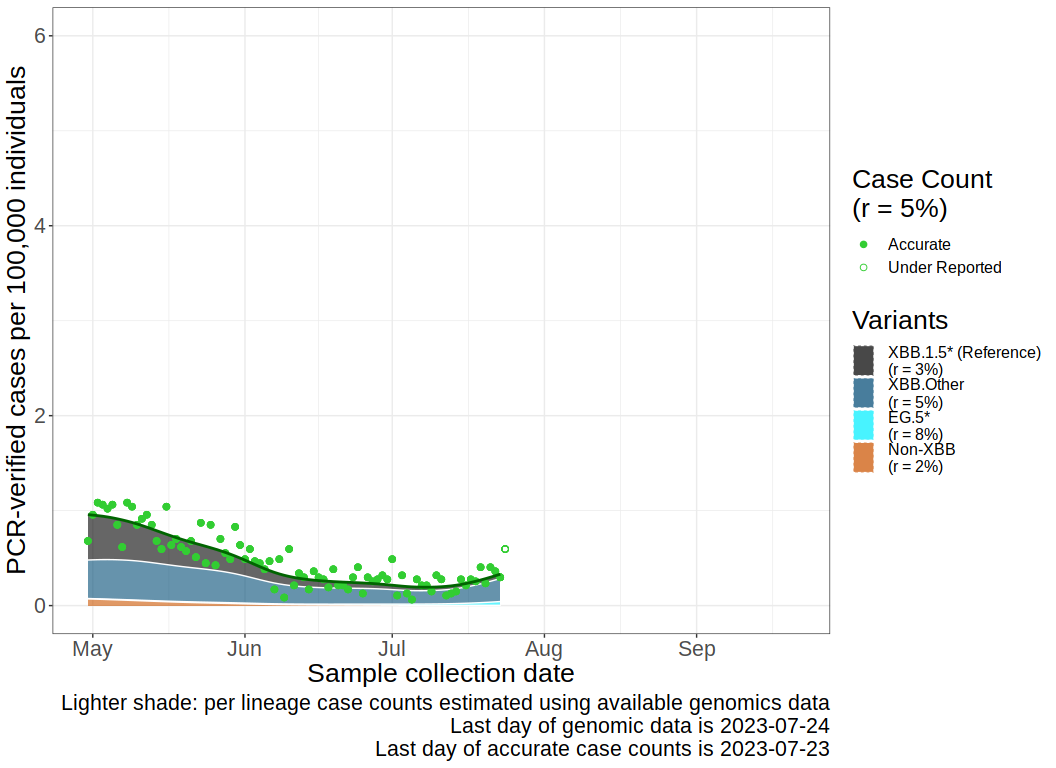 PCR-verified cases per 100,000 individuals
6
4
2
0
May
Jun
Jul
Aug
Sep
Sample collection date
Lighter shade: per lineage case counts estimated using available genomics data
Last day of genomic data is 2023-07-24
Last day of accurate case counts is 2023-07-23
Case Count
(r = 5%)
Accurate
Under Reported
Variants
XBB.1.5* (Reference)
(r = 3%)
XBB.Other
(r = 5%)
EG.5*
(r = 8%)
Non-XBB
(r = 2%)